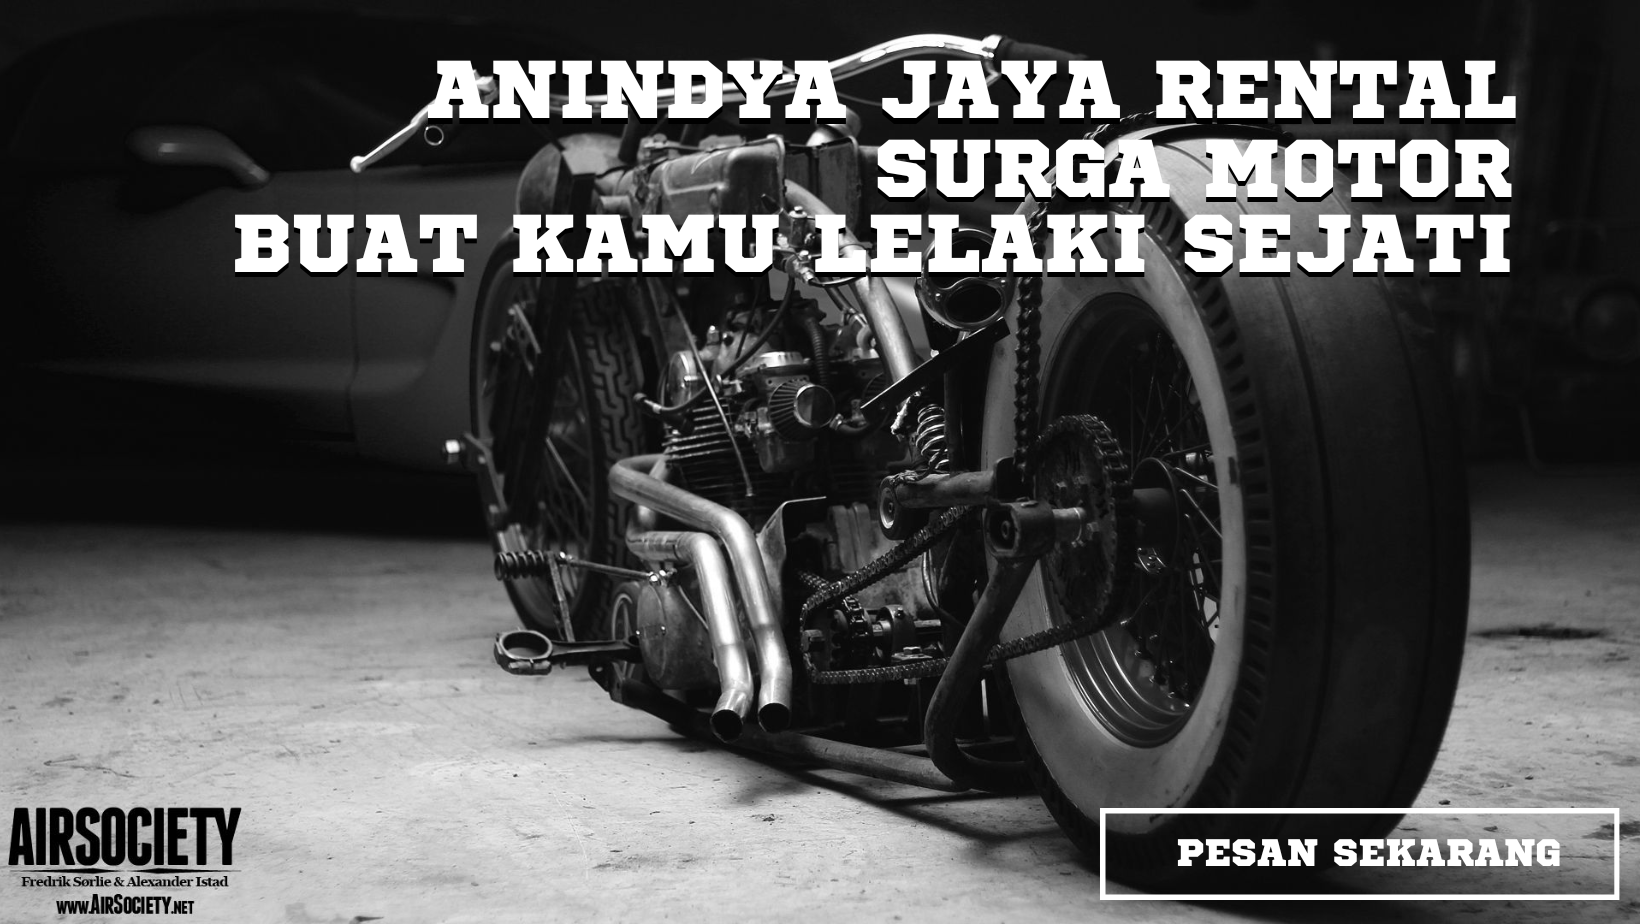 ANINDYA JAYA RENTAL
SURGA MOTOR
BUAT KAMU LELAKI SEJATI
PESAN SEKARANG
AIRSOCIETY
Fredrik Sørlie & Alexander Istad
www.AIRSOCIETY.NET